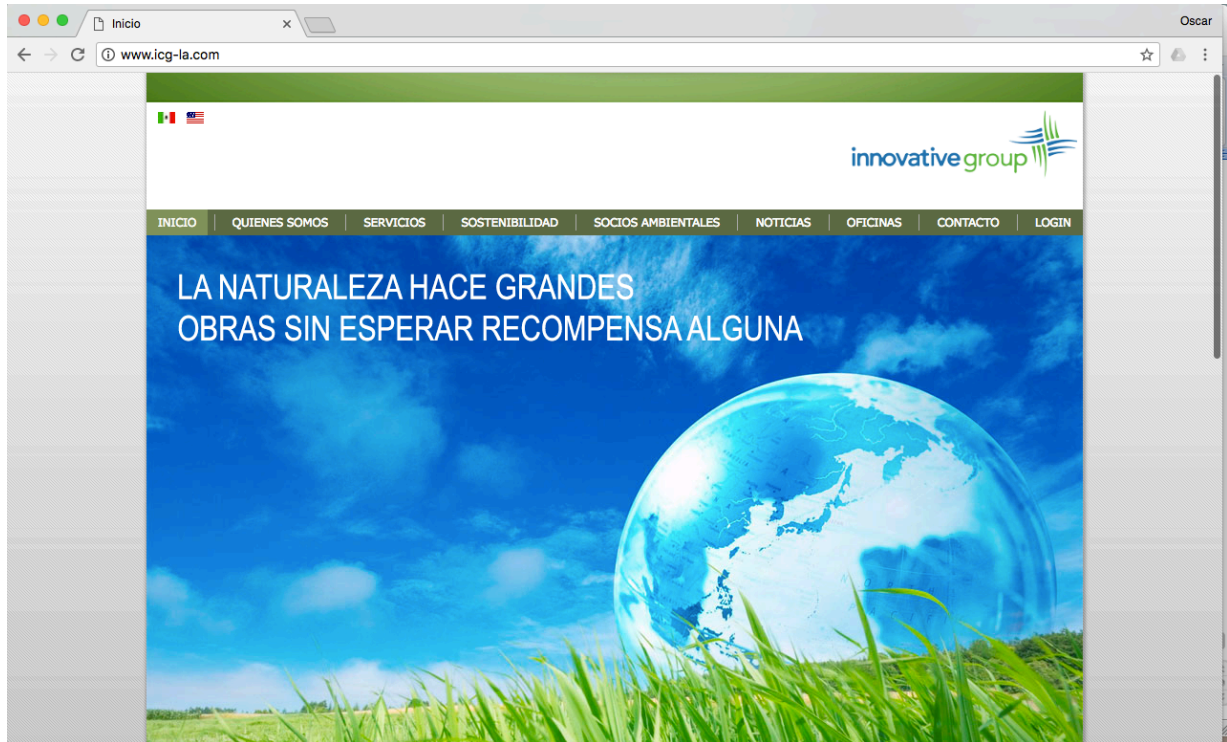 Inicio
Oscar
www.icg-la.com
innovative group
INICIO QUIENES SOMOS SERVICIOS SOSTENIBILIDAD SOCIOS AMBIENTALES NOTICIAS OFICINAS CONTACTO LOGIN
LA NATURALEZA HACE GRANDES
OBRAS SIN ESPERAR RECOMPENSA ALGUNA